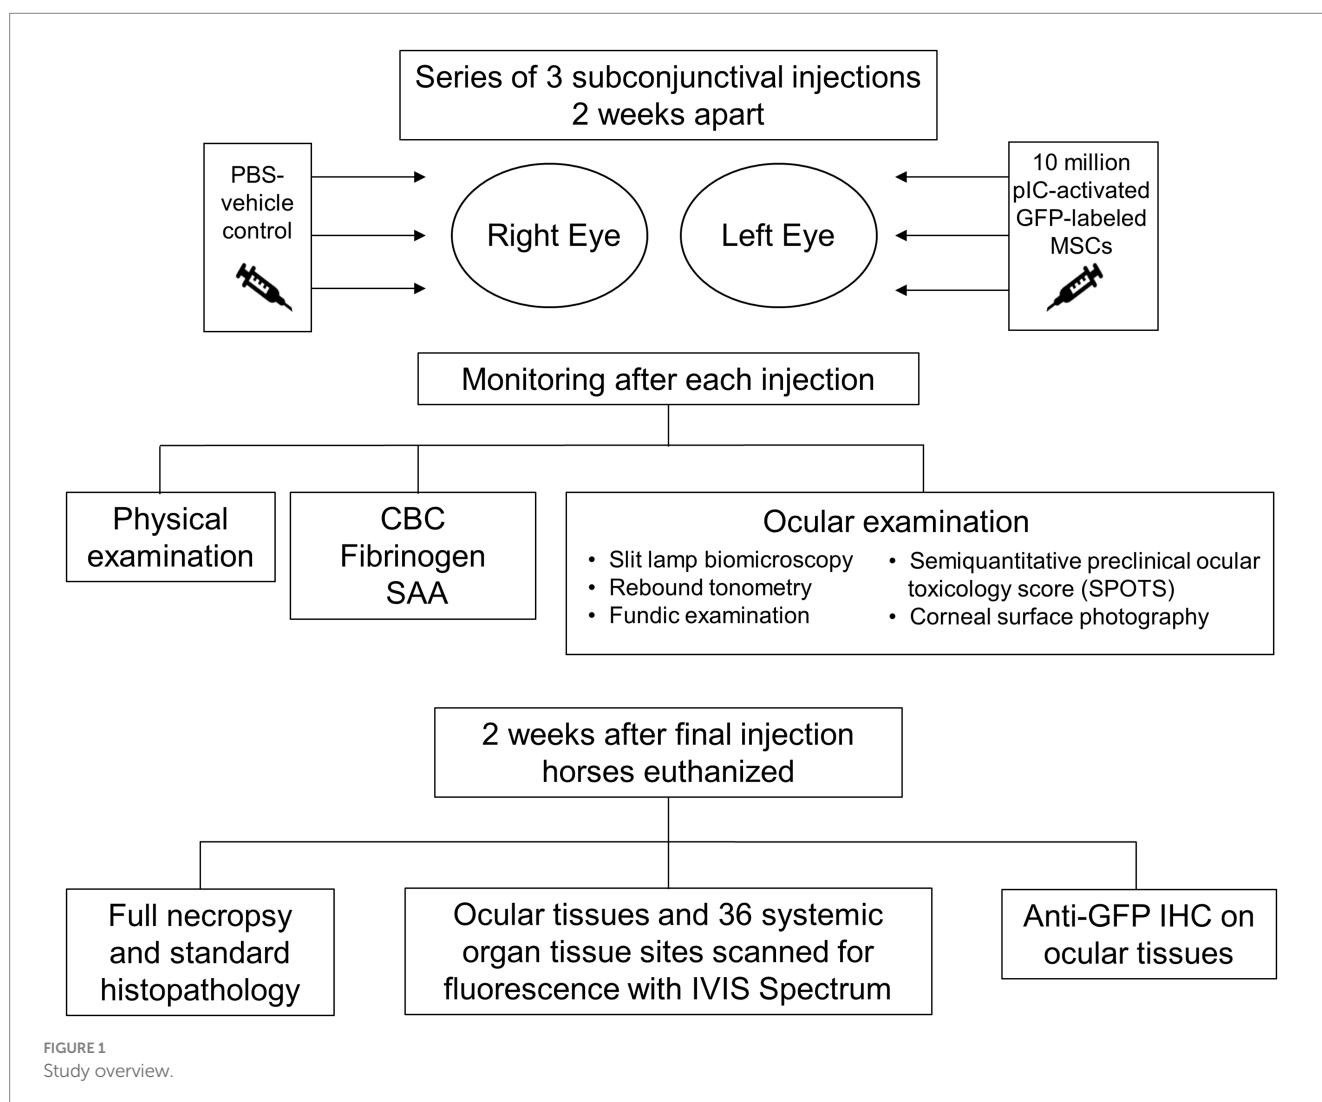 Series of 3 subconjunctival injections
2 weeks apart
PBS-
vehicle
control
Right Eye
Left Eye
10 million
pIC-activated
GFP-labeled
MSCs
Monitoring after each injection
Physical
examination
CBC
Fibrinogen
SAA
Ocular examination
• Slit lamp biomicroscopy
• Rebound tonometry
• Fundic examination
• Semiquantitative preclinical ocular
toxicology score (SPOTS)
• Corneal surface photography
2 weeks after final injection
horses euthanized
Full necropsy
and standard
histopathology
Ocular tissues and 36 systemic
organ tissue sites scanned for
fluorescence with IVIS Spectrum
Anti-GFP IHC on
ocular tissues
FIGURE 1
Study overview.